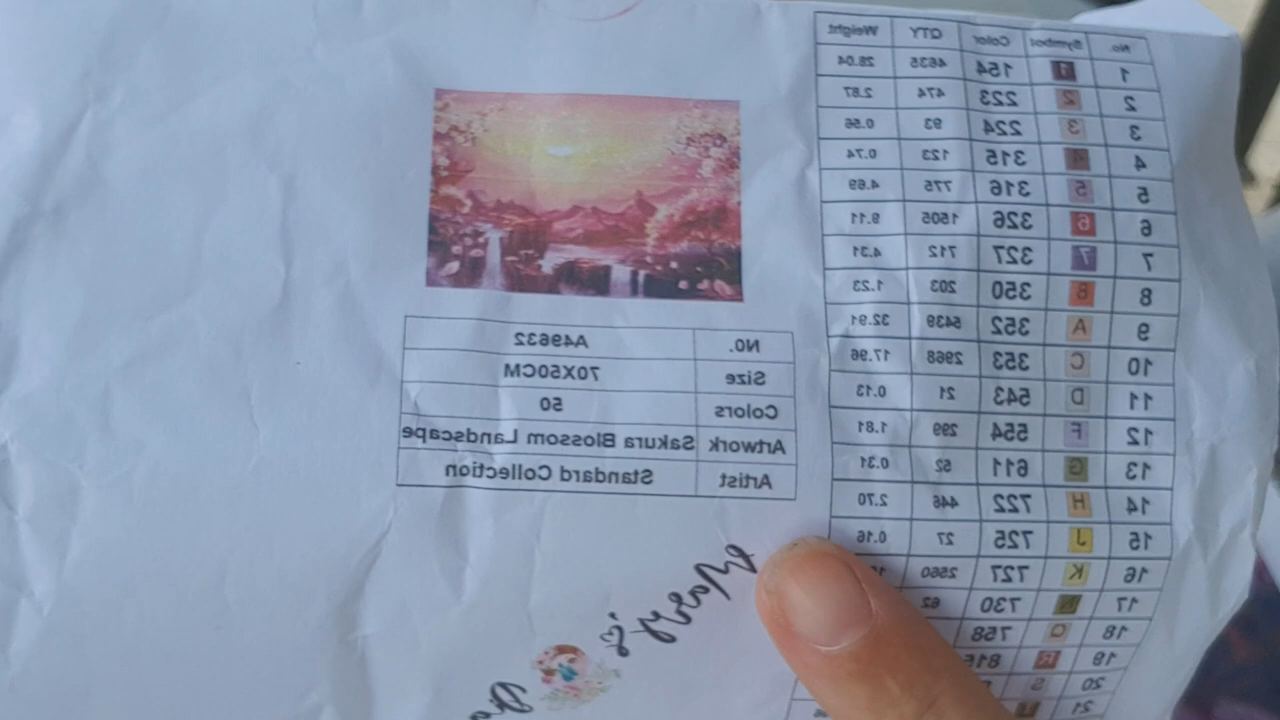 No. Symbol Color QTY Weight
1 1 154 4635 28.04
2 2 223 474 2.87
3 3 224 93 0.56
4 4 315 123 0.74
5 5 316 775 4.69
6 6 326 1505 9.11
7 7 327 712 4.31
8 8 350 203 1.23
9 A 352 5439 32.91
10 C 353 2968 17.96
11 D 543 21 0.13
12 F 554 299 1.81
13 G 611 52 0.31
14 H 722 446 2.70
15 J 725 27 0.16
16 K 727 2560
17 N 730 62
18 Q 758
19 R 815
20 S
21 U
NO. A49632
Size 70X50CM
Colors 50
Artwork Sakura Blossom Landscape
Artist Standard Collection
Mary